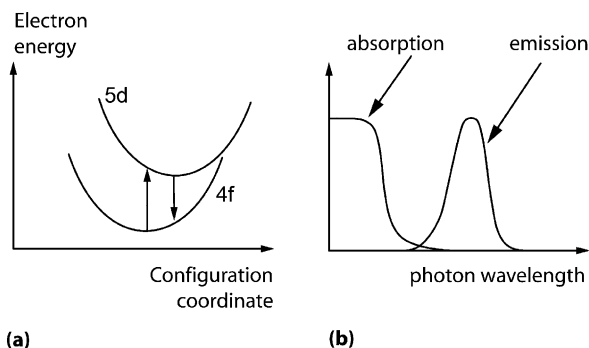 Electron
energy
5d
4f
Configuration
coordinate
(a)
absorption
emission
photon wavelength
(b)